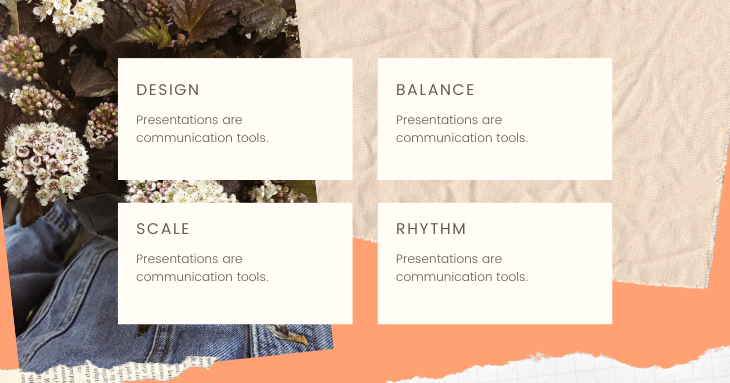 DESIGN
Presentations are
communication tools.
BALANCE
Presentations are
communication tools.
SCALE
Presentations are
communication tools.
RHYTHM
Presentations are
communication tools.